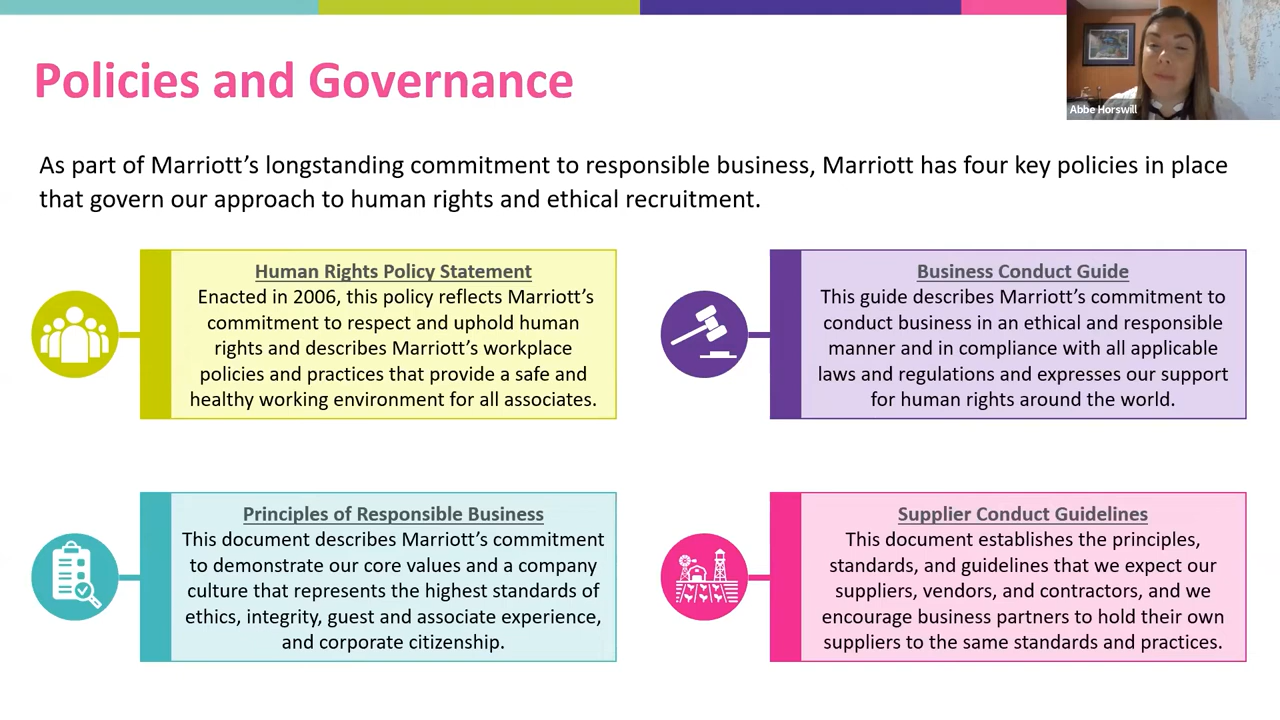 Policies and Governance
Abbe Horswill
As part of Marriott’s longstanding commitment to responsible business, Marriott has four key policies in place
that govern our approach to human rights and ethical recruitment.
Human Rights Policy Statement
Enacted in 2006, this policy reflects Marriott’s
commitment to respect and uphold human
rights and describes Marriott’s workplace
policies and practices that provide a safe and
healthy working environment for all associates.
Business Conduct Guide
This guide describes Marriott’s commitment to
conduct business in an ethical and responsible
manner and in compliance with all applicable
laws and regulations and expresses our support
for human rights around the world.
Principles of Responsible Business
This document describes Marriott’s commitment
to demonstrate our core values and a company
culture that represents the highest standards of
ethics, integrity, guest and associate experience,
and corporate citizenship.
Supplier Conduct Guidelines
This document establishes the principles,
standards, and guidelines that we expect our
suppliers, vendors, and contractors, and we
encourage business partners to hold their own
suppliers to the same standards and practices.